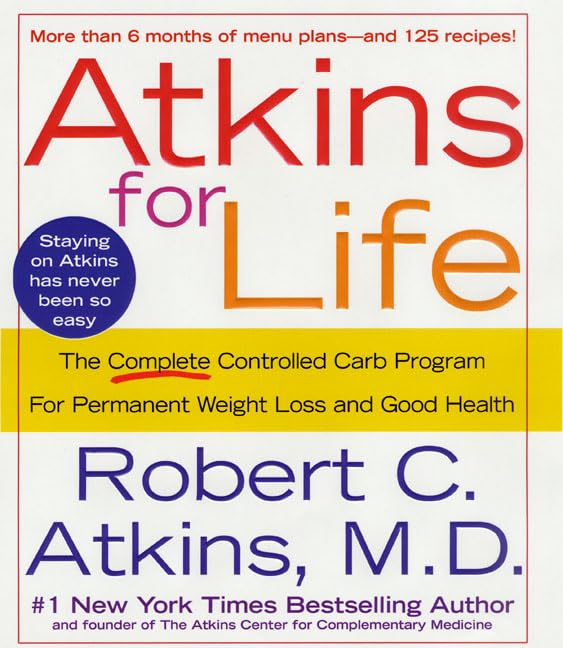 More than 6 months of menu plans—and 125 recipes!
Atkins
for
Life
Staying
on Atkins
has never
been so
easy
The Complete Controlled Carb Program
For Permanent Weight Loss and Good Health
Robert C.
Atkins, M.D.
#1 New York Times Bestselling Author
and founder of The Atkins Center for Complementary Medicine